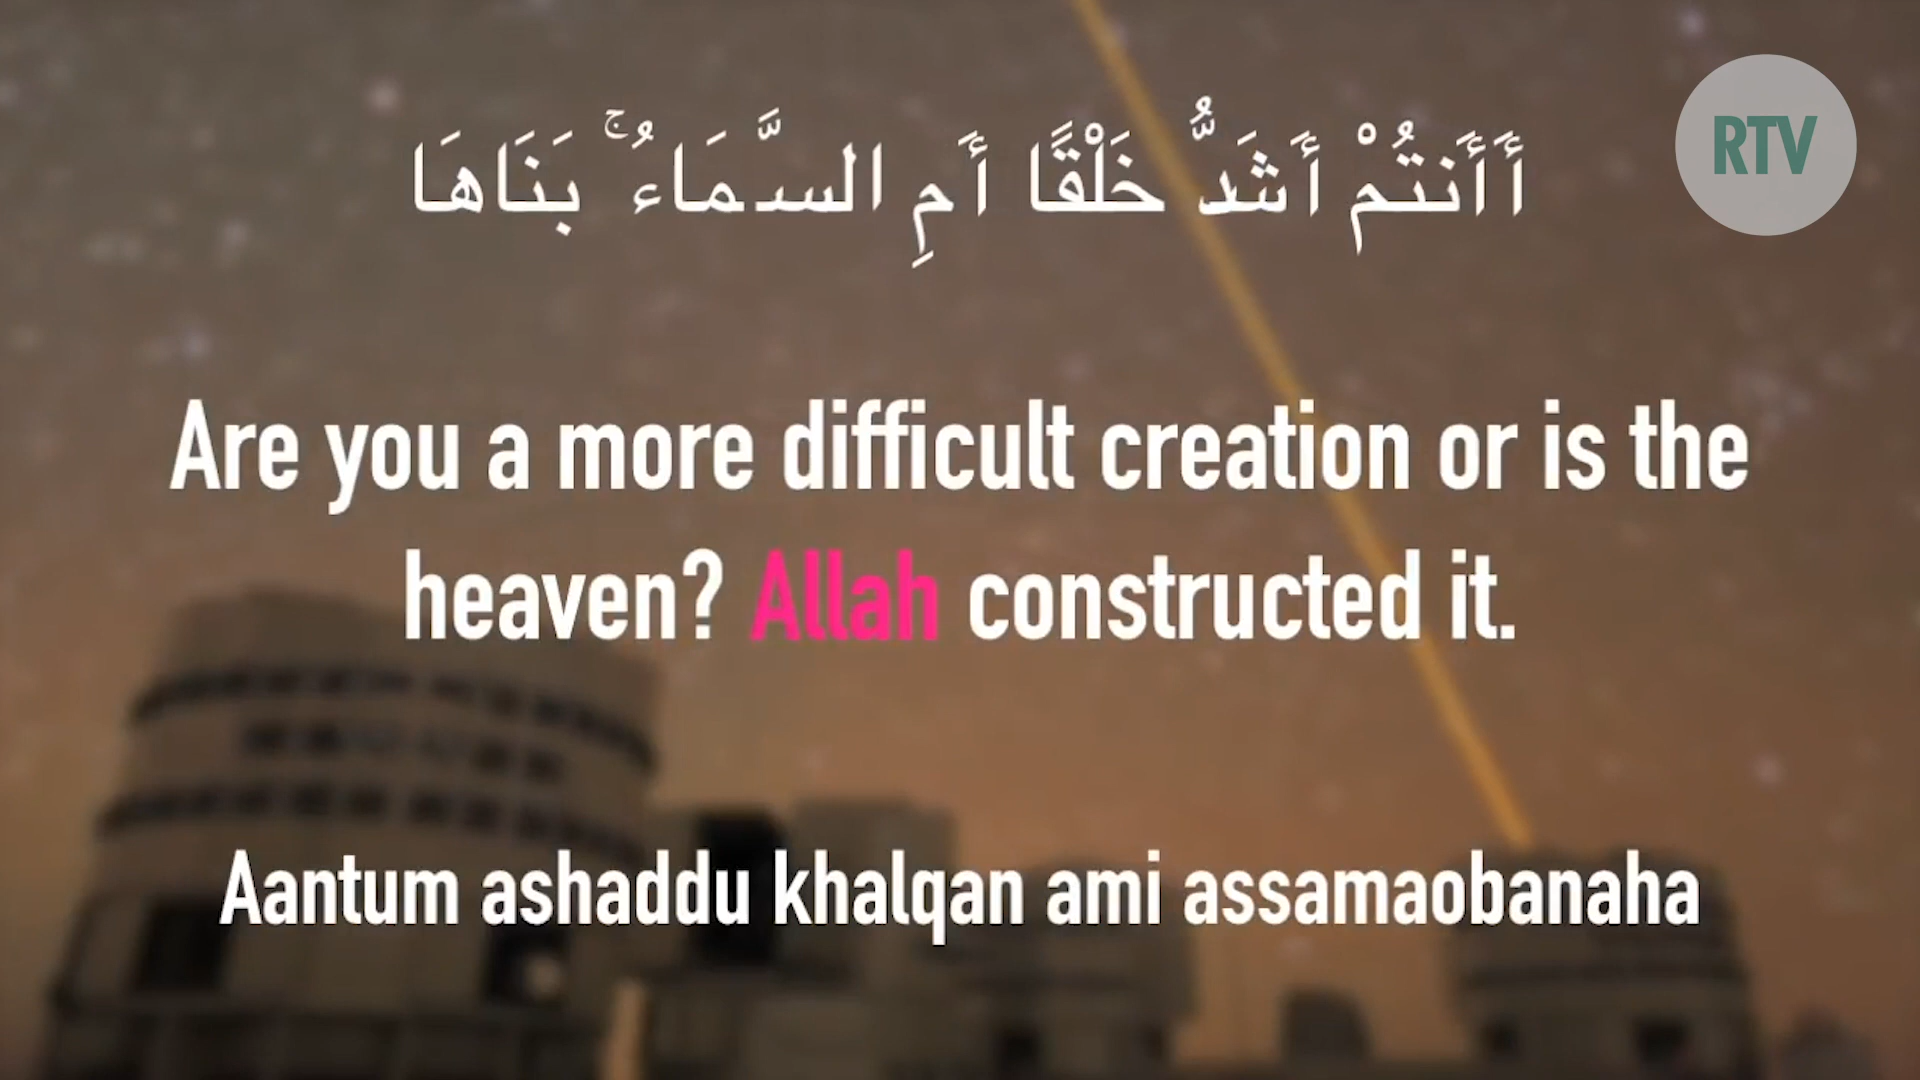 أَأَنتُمْ أَشَدُّ خَلْقًا أَمِ السَّمَاءُ ۚ بَنَاهَا
RTV
Are you a more difficult creation or is the
heaven? Allah constructed it.
Aantum ashaddu khalqan ami assamaobanaha